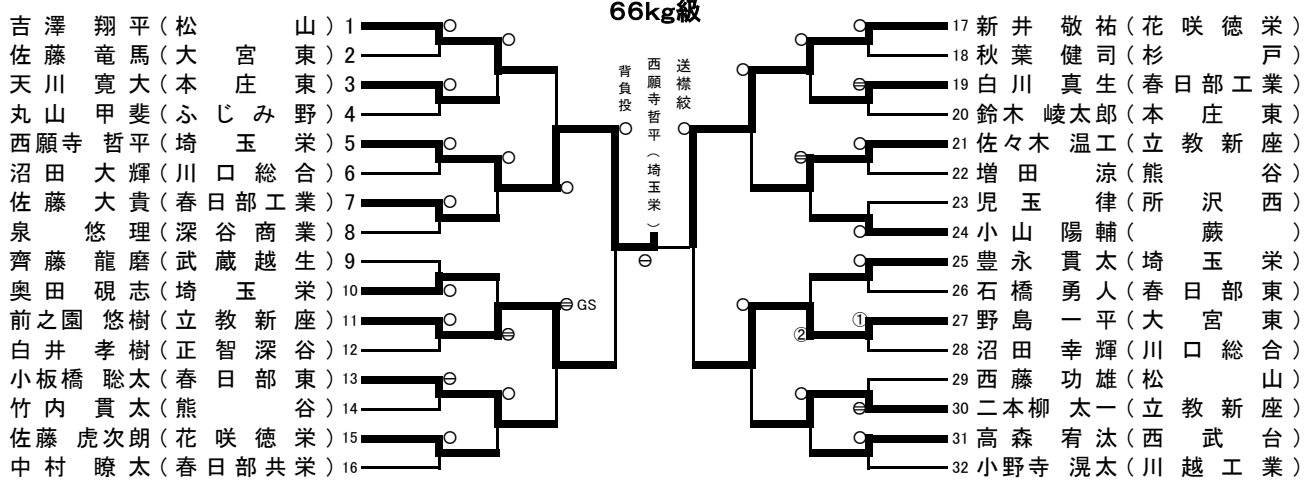 66kg級
吉澤 翔平(松山) 1
佐藤 竜馬(大宮東) 2
天川 寛大(本庄東) 3
丸山 甲斐(ふじみ野) 4
西願寺 哲平(埼玉栄) 5
沼田 大輝(川口総合) 6
佐藤 大貴(春日部工業) 7
泉 悠理(深谷商業) 8
齊藤 龍磨(武蔵越生) 9
奥田 硯志(埼玉栄) 10
前之園 悠樹(立教新座) 11
白井 孝樹(正智深谷) 12
小板橋 聡太(春日部東) 13
竹内 貫太(熊谷) 14
佐藤 虎次朗(花咲徳栄) 15
中村 瞭太(春日部共栄) 16
GS
背負投
西願寺哲平(埼玉栄)
送襟絞
①
②
17 新井 敬祐(花咲徳栄)
18 秋葉 健司(杉戸)
19 白川 真生(春日部工業)
20 鈴木 崚太郎(本庄東)
21 佐々木 温工(立教新座)
22 増田 涼(熊谷)
23 児玉 律(所沢西)
24 小山 陽輔(蕨)
25 豊永 貫太(埼玉栄)
26 石橋 勇人(春日部東)
27 野島 一平(大宮東)
28 沼田 幸輝(川口総合)
29 西藤 功雄(松山)
30 二本柳 太一(立教新座)
31 高森 宥汰(西武台)
32 小野寺 滉太(川越工業)